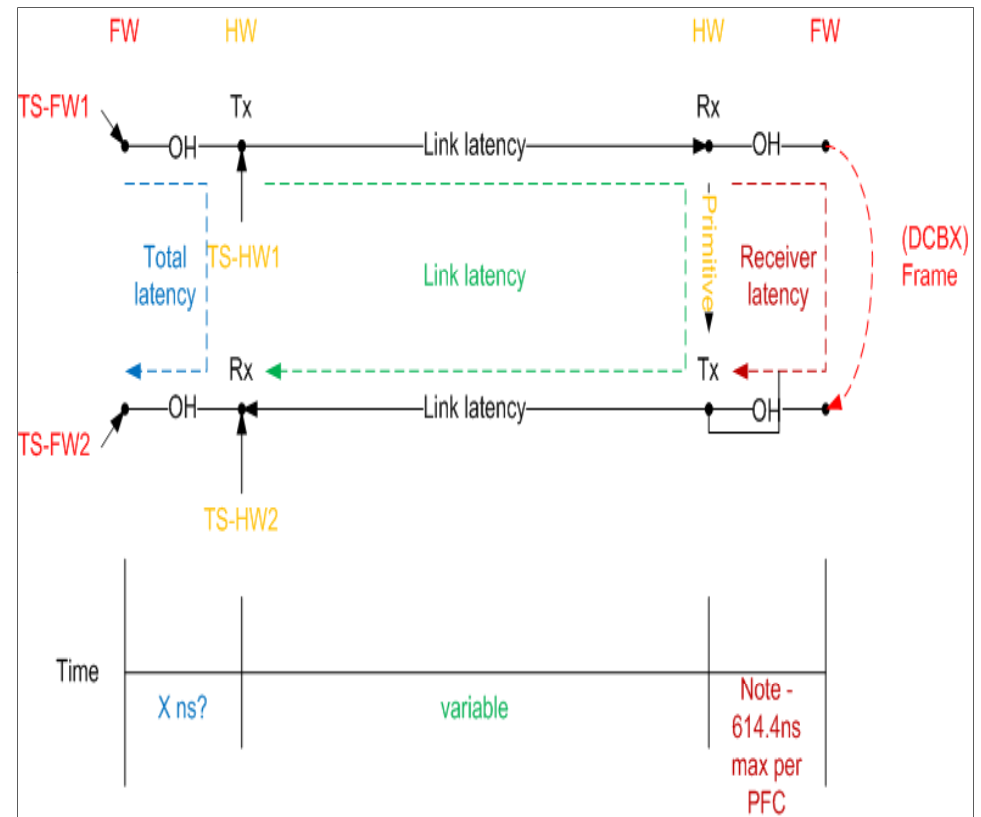 FW HW HW FW
TS-FW1 Tx Rx
OH Link latency OH
Total latency
TS-HW1
Link latency
Primitive
Receiver latency
(DCBX) Frame
Rx Tx
OH Link latency OH
TS-FW2
TS-HW2
Time
X ns?
variable
Note -
614.4ns
max per
PFC